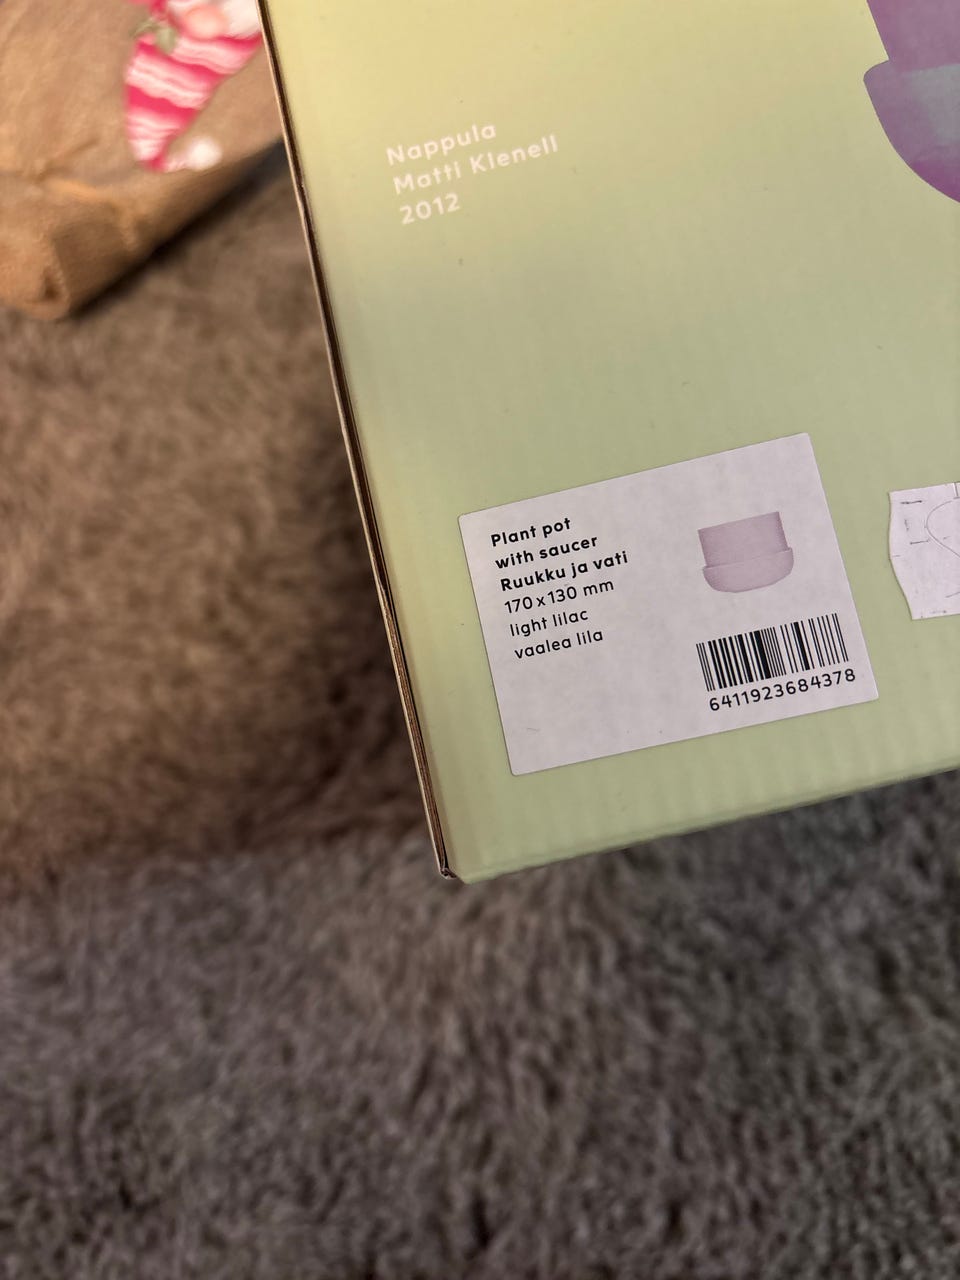 Nappula
Matti Klenell
2012
Plant pot
with saucer
Ruukku ja vati
170 x 130 mm
light lilac
vaalea lila
6411923684378